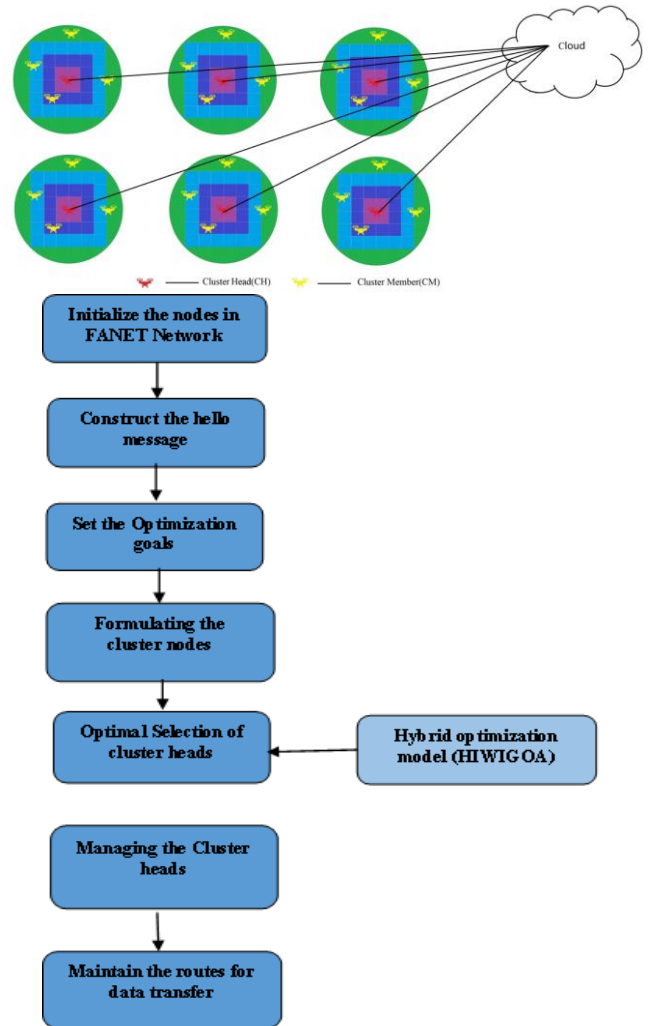 Cloud
Cluster Head(CH)
Cluster Member(CM)
Initialize the nodes in
FANET Network
Construct the hello
message
Set the Optimization
goals
Formulating the
cluster nodes
Optimal Selection of
cluster heads
Hybrid optimization
model (HIWIGOA)
Managing the Cluster
heads
Maintain the routes for
data transfer